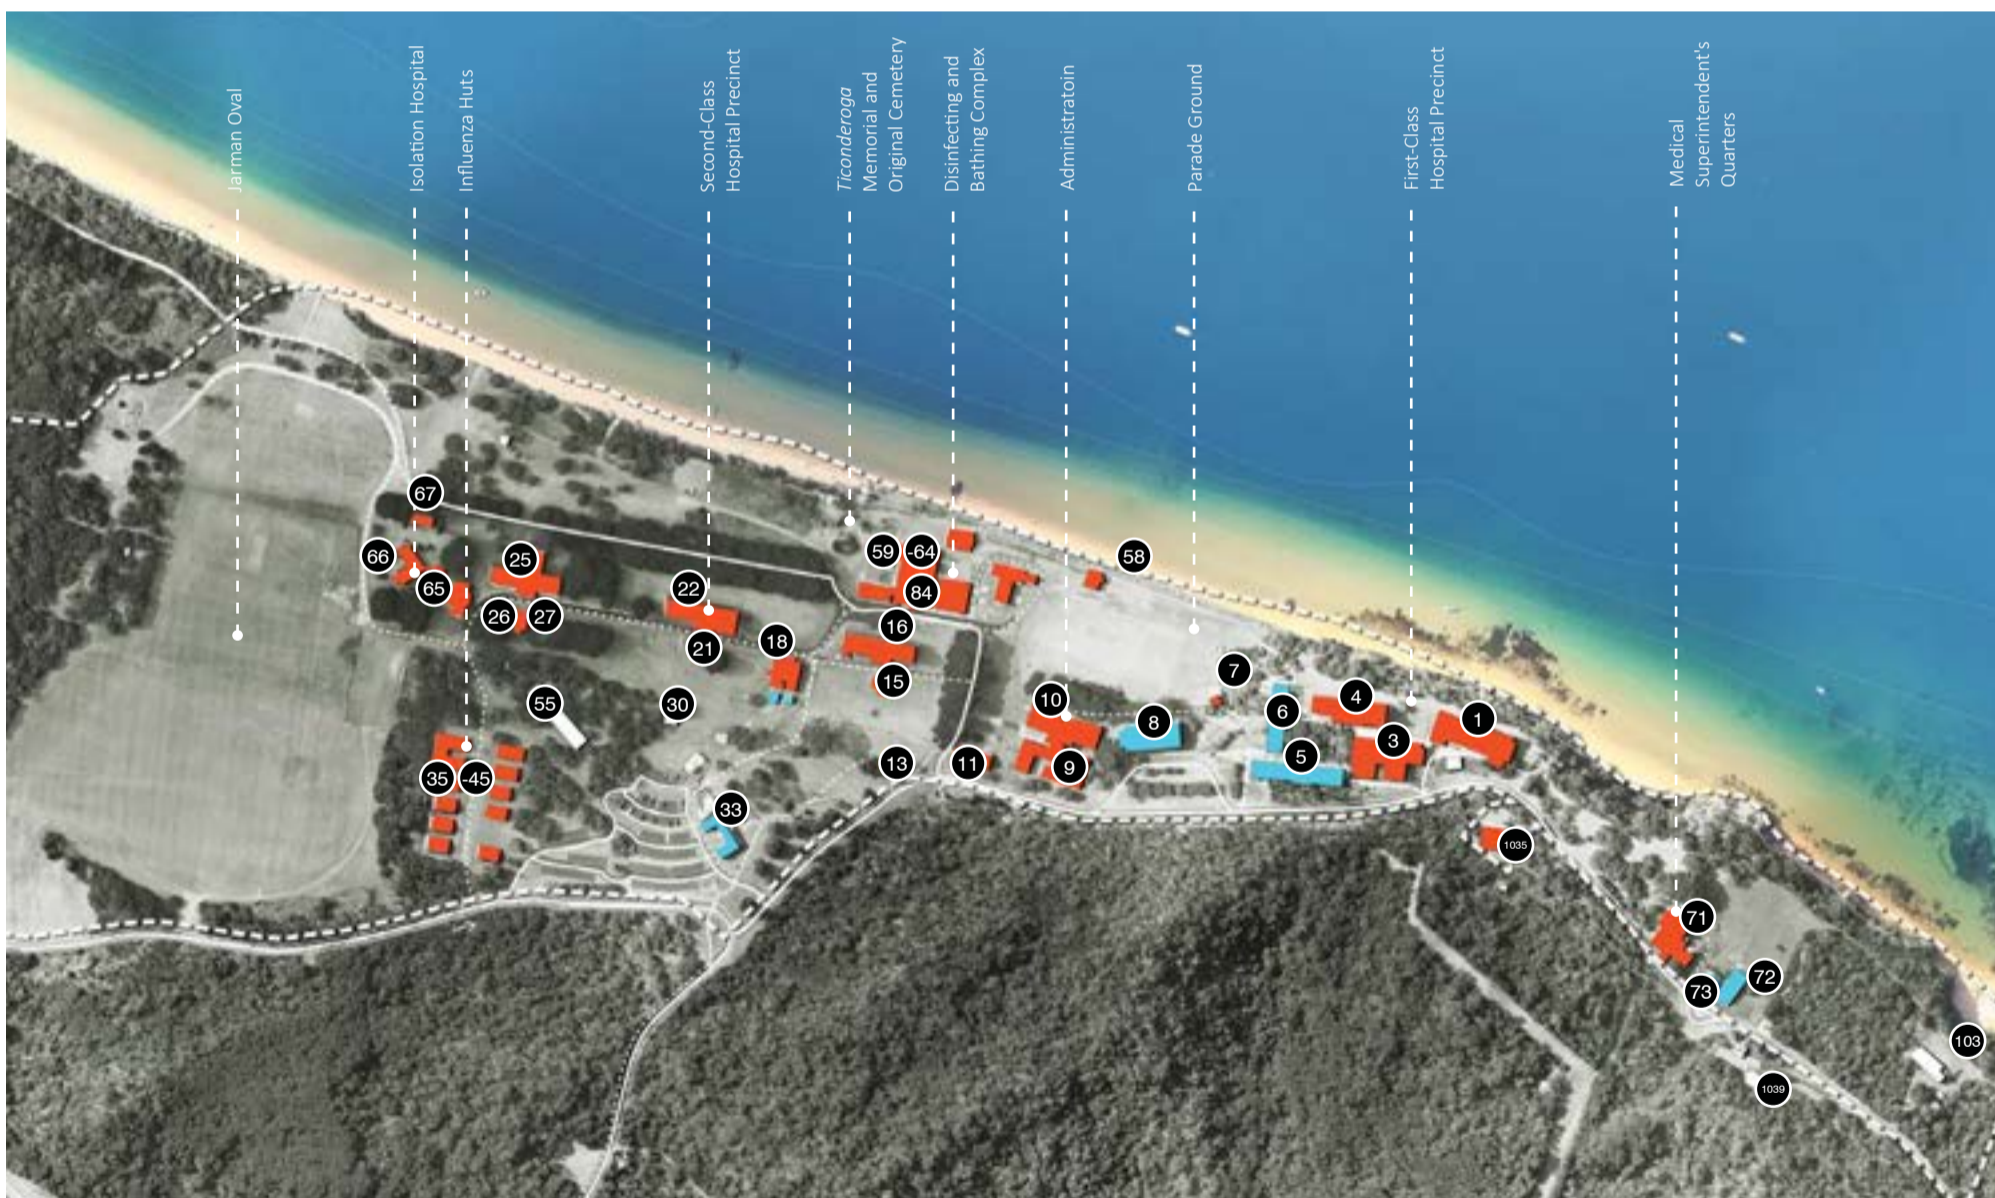 Jarman Oval
Isolation Hospital
Influenza Huts
Second-Class
Hospital Precinct
Ticonderoga
Memorial and
Original Cemetery
Disinfecting and
Bathing Complex
Administratoin
Parade Ground
First-Class
Hospital Precinct
Medical
Superintendent's
Quarters
67
66
65
25
26
27
22
21
18
59
-64
84
16
15
58
55
30
35
-45
33
13
11
10
9
8
7
6
5
4
3
1
1035
71
72
73
103
1039